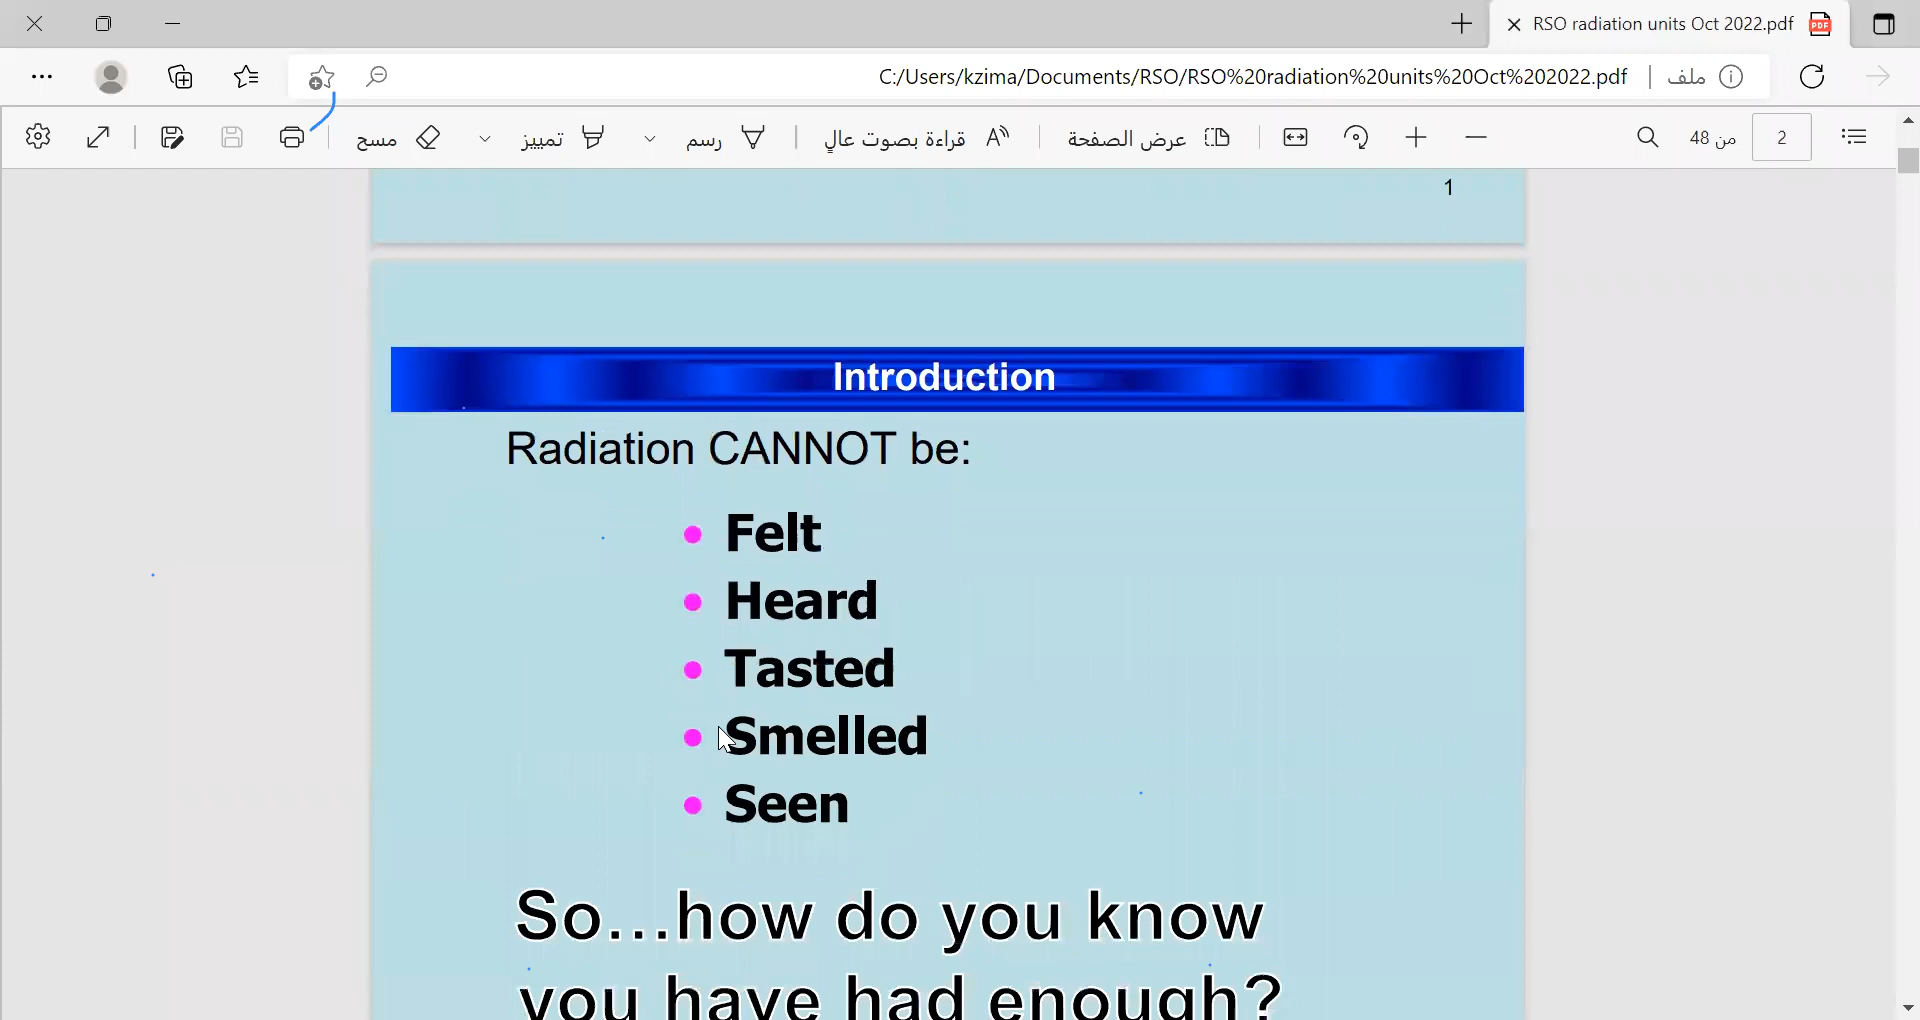 RSO radiation units Oct 2022.pdf
PDF
ملف
C:/Users/kzima/Documents/RSO/RSO%20radiation%20units%20Oct%202022.pdf
2
من 48
عرض الصفحة
قراءة بصوت عالٍ
رسم
تمييز
مسح
1
Introduction
Radiation CANNOT be:
• Felt
• Heard
• Tasted
• Smelled
• Seen
So...how do you know
you have had enough?